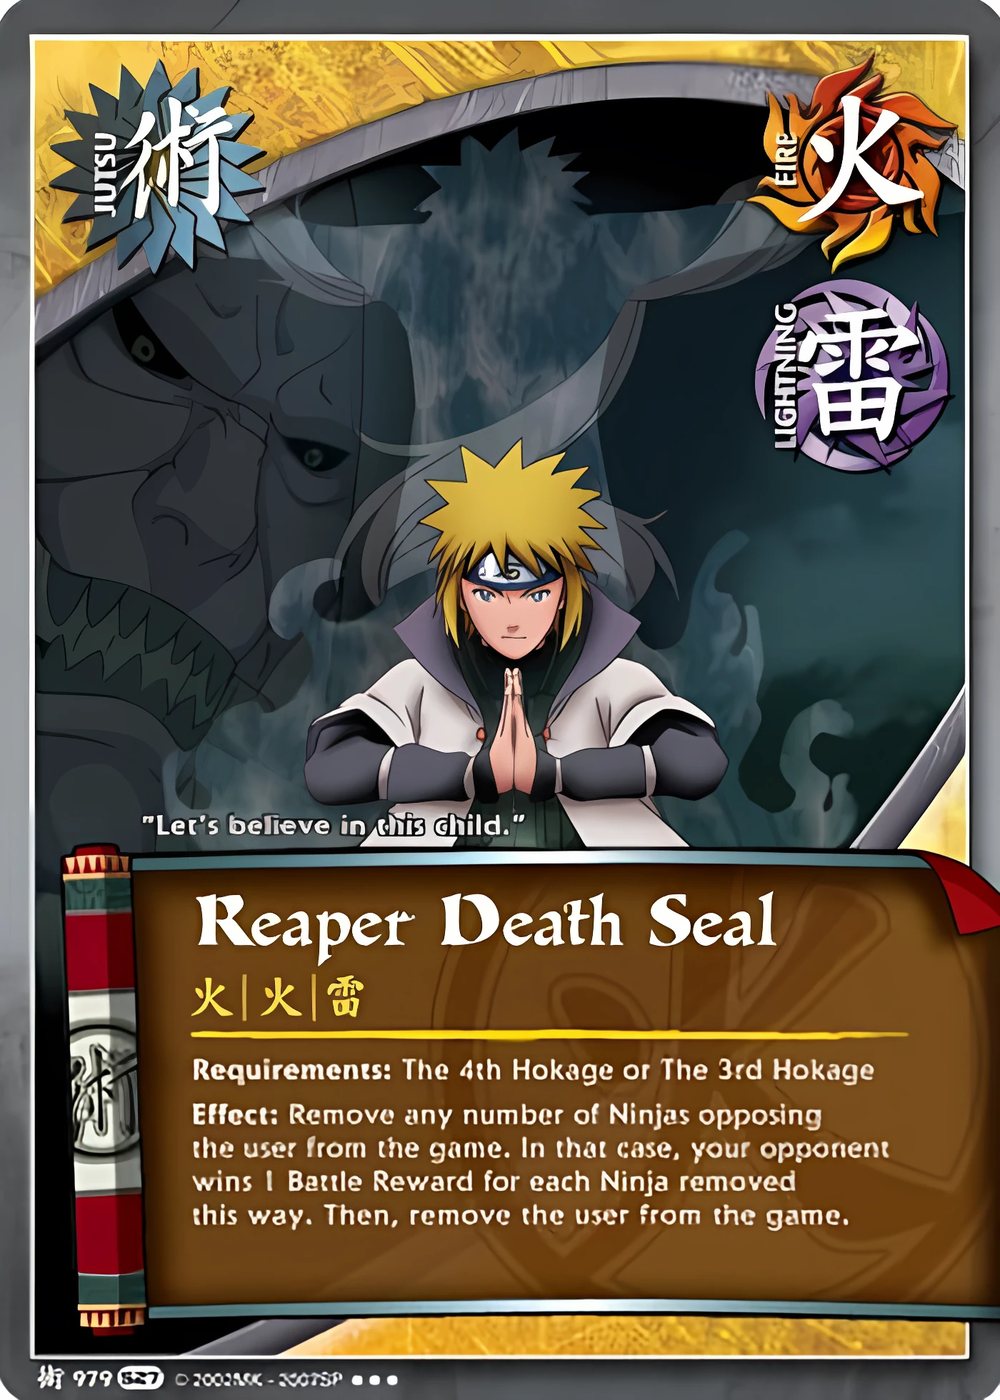 JUTSU 術
FIRE 火
LIGHTNING 雷
"Let's believe in this child."
Reaper Death Seal
火|火|雷
術
Requirements: The 4th Hokage or The 3rd Hokage
Effect: Remove any number of Ninjas opposing
the user from the game. In that case, your opponent
wins 1 Battle Reward for each Ninja removed
this way. Then, remove the user from the game.
術 979